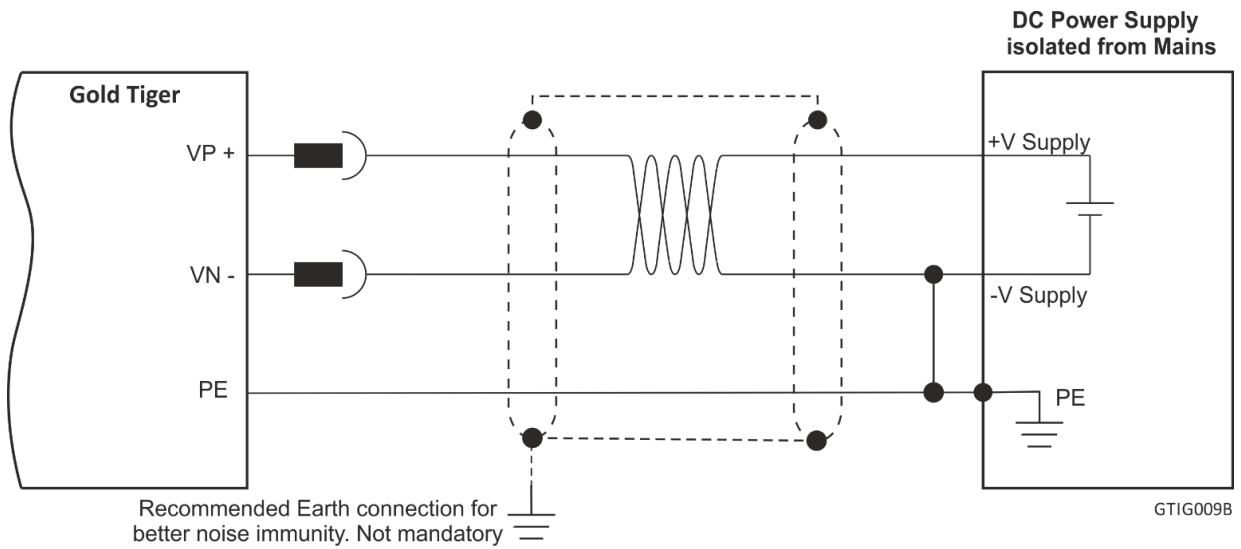 DC Power Supply
isolated from Mains
Gold Tiger
VP +
+V Supply
VN -
-V Supply
PE
PE
Recommended Earth connection for
better noise immunity. Not mandatory
GTIG009B